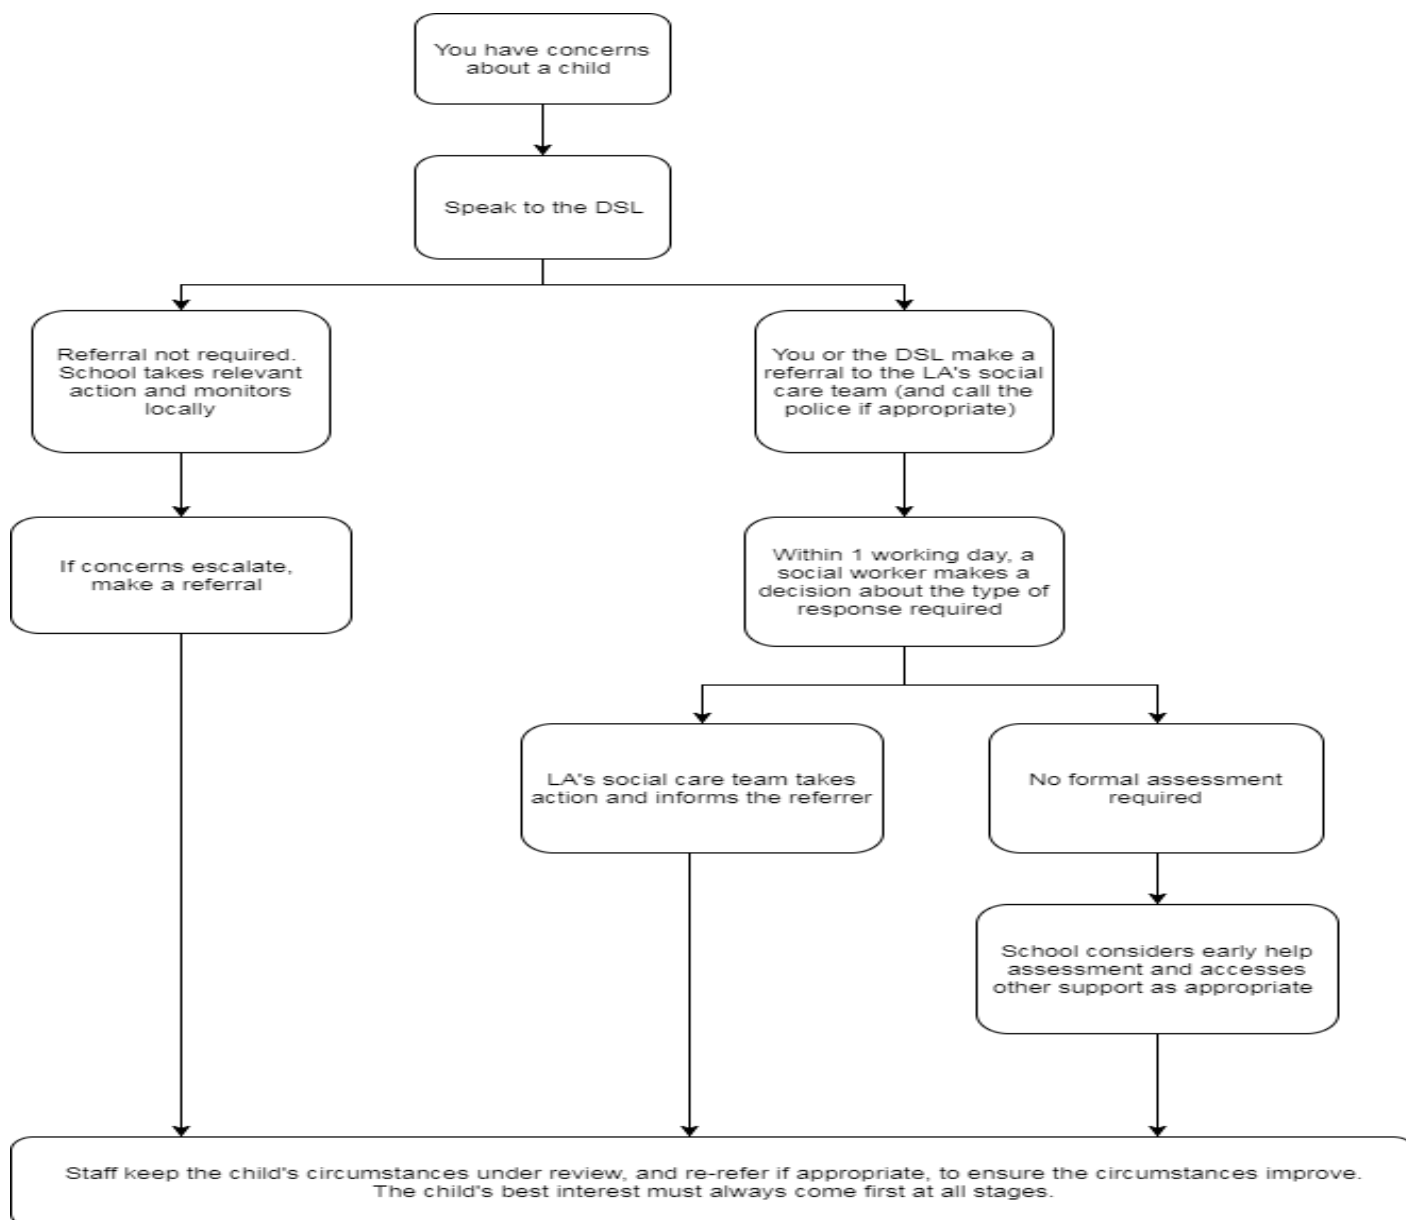 You have concerns
about a child
Speak to the DSL
Referral not required.
School takes relevant
action and monitors
locally
You or the DSL make a
referral to the LA's social
care team (and call the
police if appropriate)
If concerns escalate,
make a referral
Within 1 working day, a
social worker makes a
decision about the type of
response required
LA's social care team takes
action and informs the referrer
No formal assessment
required
School considers early help
assessment and accesses
other support as appropriate
Staff keep the child's circumstances under review, and re-refer if appropriate, to ensure the circumstances improve.
The child's best interest must always come first at all stages.